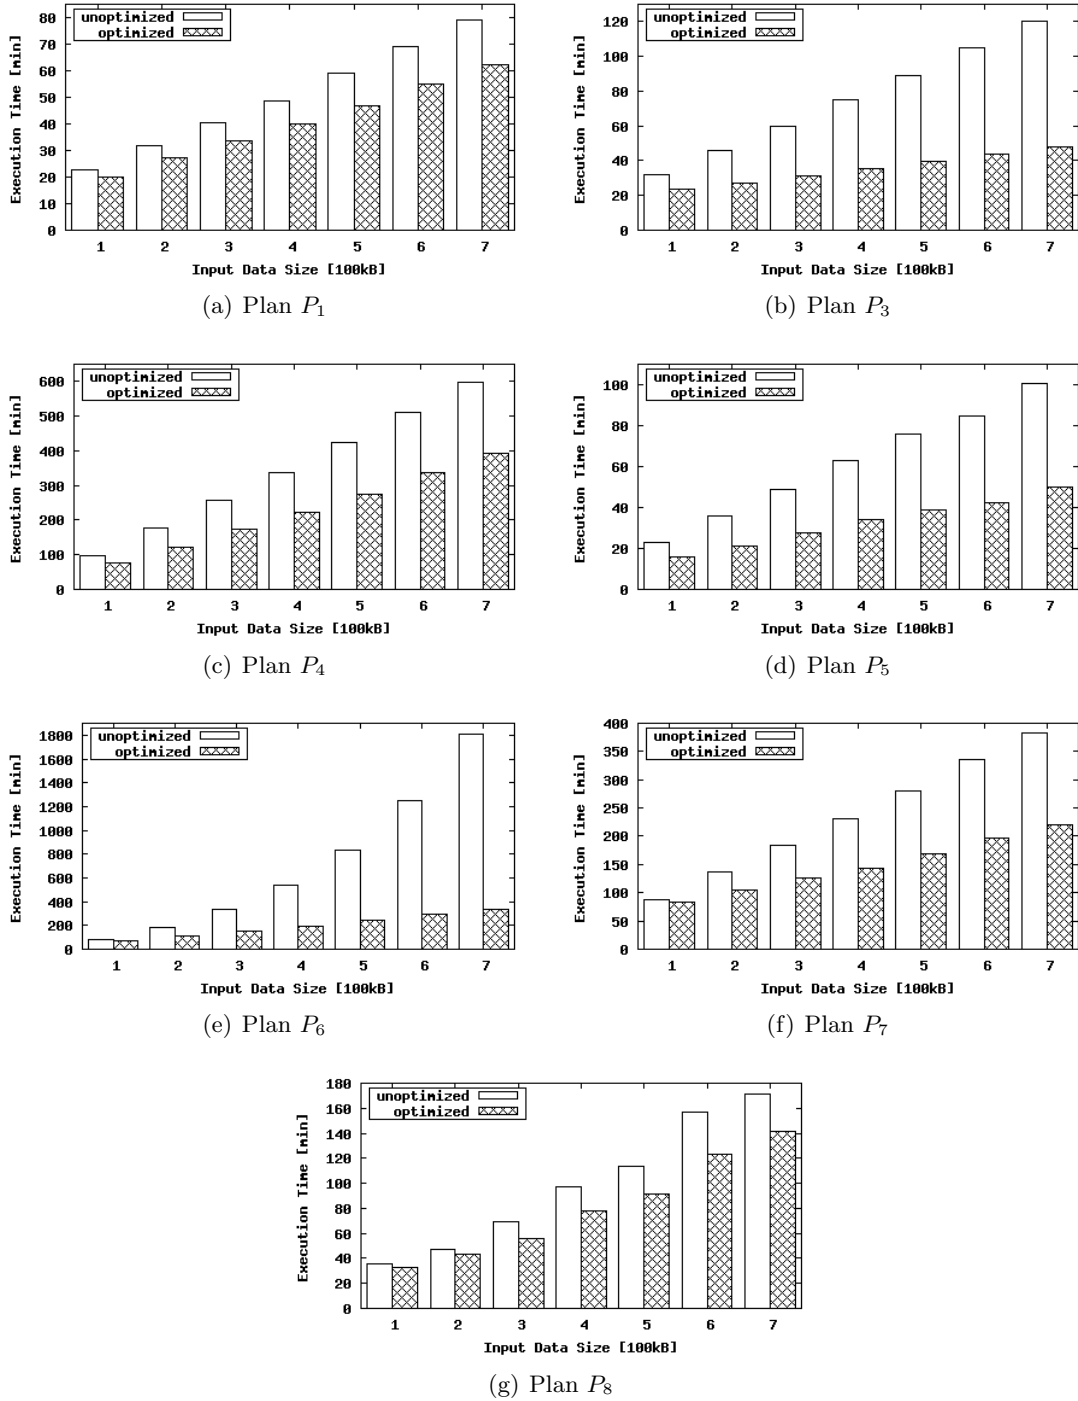 unoptimized
optimized
Execution Time [min]
80
70
60
50
40
30
20
10
0
1 2 3 4 5 6 7
Input Data Size [100kB]
(a) Plan P1
unoptimized
optimized
Execution Time [min]
120
100
80
60
40
20
0
1 2 3 4 5 6 7
Input Data Size [100kB]
(b) Plan P3
unoptimized
optimized
Execution Time [min]
600
500
400
300
200
100
0
1 2 3 4 5 6 7
Input Data Size [100kB]
(c) Plan P4
unoptimized
optimized
Execution Time [min]
100
80
60
40
20
0
1 2 3 4 5 6 7
Input Data Size [100kB]
(d) Plan P5
unoptimized
optimized
Execution Time [min]
1800
1600
1400
1200
1000
800
600
400
200
0
1 2 3 4 5 6 7
Input Data Size [100kB]
(e) Plan P6
unoptimized
optimized
Execution Time [min]
400
350
300
250
200
150
100
50
0
1 2 3 4 5 6 7
Input Data Size [100kB]
(f) Plan P7
unoptimized
optimized
Execution Time [min]
180
160
140
120
100
80
60
40
20
0
1 2 3 4 5 6 7
Input Data Size [100kB]
(g) Plan P8